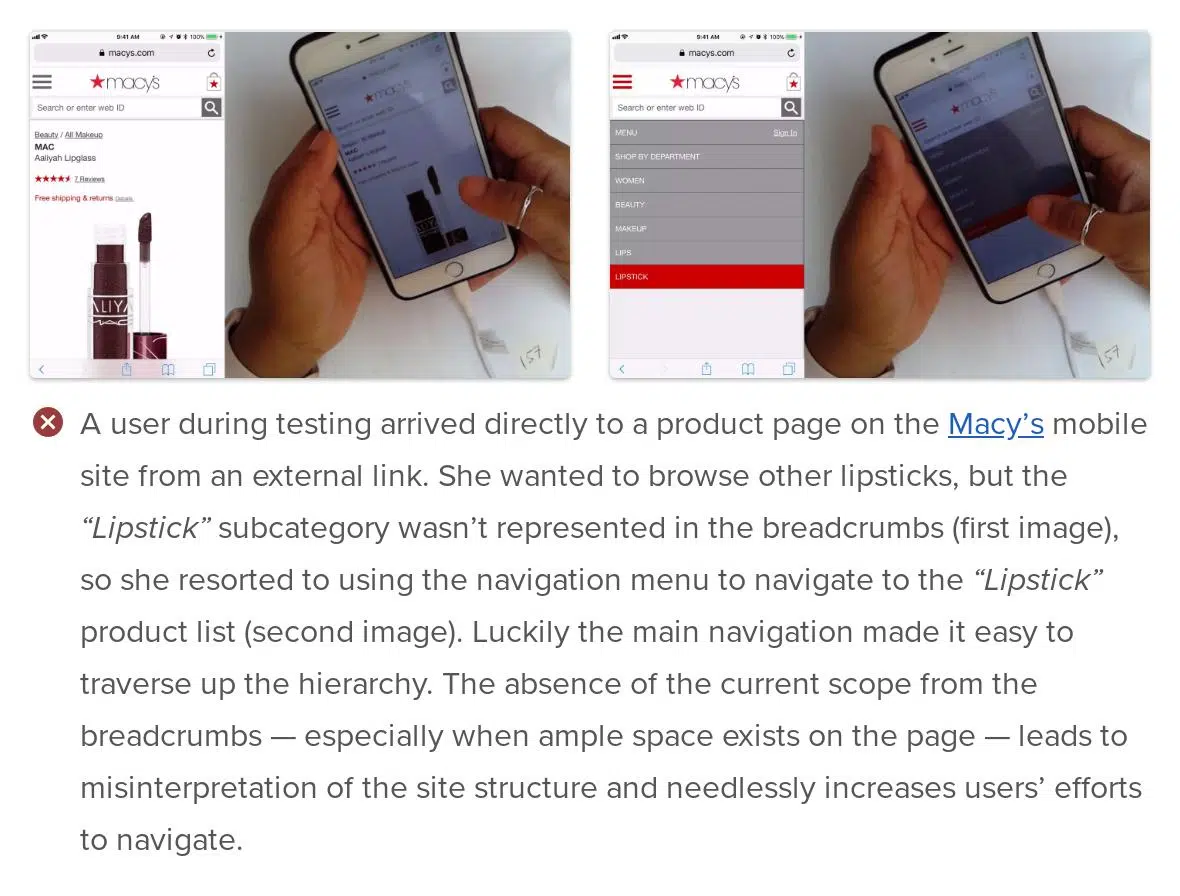 9:41 AM 100%
macys.com
macy's
Search or enter web ID
Beauty / All Makeup
MAC
Aaliyah Lipglass
7 Reviews
Free shipping & returns Details
ALIYA
MAC
157
9:41 AM 100%
macys.com
macy's
Search or enter web ID
MENU Sign In
SHOP BY DEPARTMENT
WOMEN
BEAUTY
MAKEUP
LIPS
LIPSTICK
157
A user during testing arrived directly to a product page on the Macy’s mobile
site from an external link. She wanted to browse other lipsticks, but the
“Lipstick” subcategory wasn’t represented in the breadcrumbs (first image),
so she resorted to using the navigation menu to navigate to the “Lipstick”
product list (second image). Luckily the main navigation made it easy to
traverse up the hierarchy. The absence of the current scope from the
breadcrumbs — especially when ample space exists on the page — leads to
misinterpretation of the site structure and needlessly increases users’ efforts
to navigate.